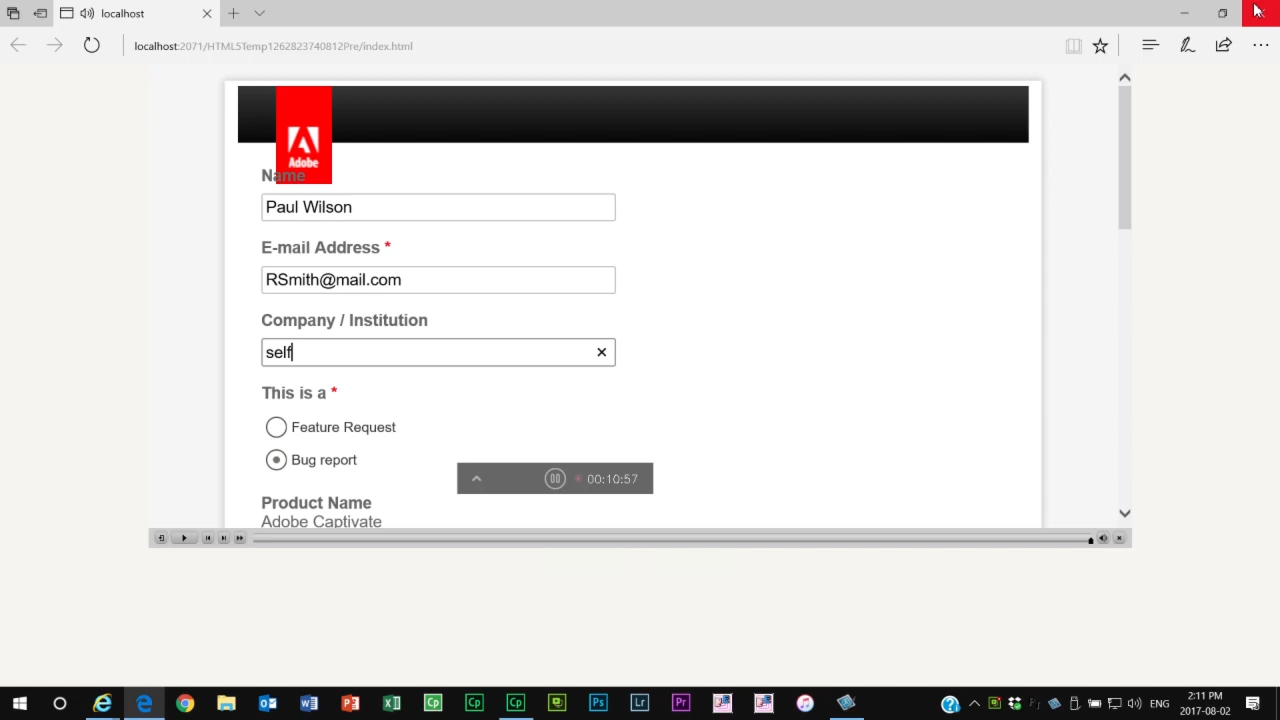 localhost
localhost:2071/HTML5Temp1262823740812Pre/index.html
Adobe
Name
Paul Wilson
E-mail Address *
RSmith@mail.com
Company / Institution
self
This is a *
Feature Request
Bug report
00:10:57
Product Name
Adobe Captivate
2:11 PM
ENG
2017-08-02